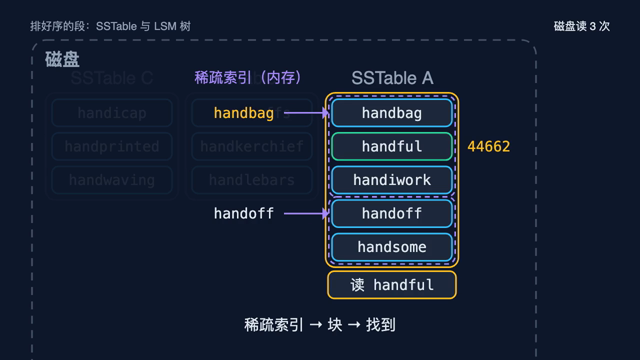 排好序的段：SSTable 与 LSM 树
磁盘读 3 次
磁盘
SSTable C
稀疏索引（内存）
SSTable A
handicap
handbag
handbag
handprinted
handkerchief
handful
44662
handwaving
handlebars
handiwork
handoff
handoff
handsome
读 handful
稀疏索引 → 块 → 找到